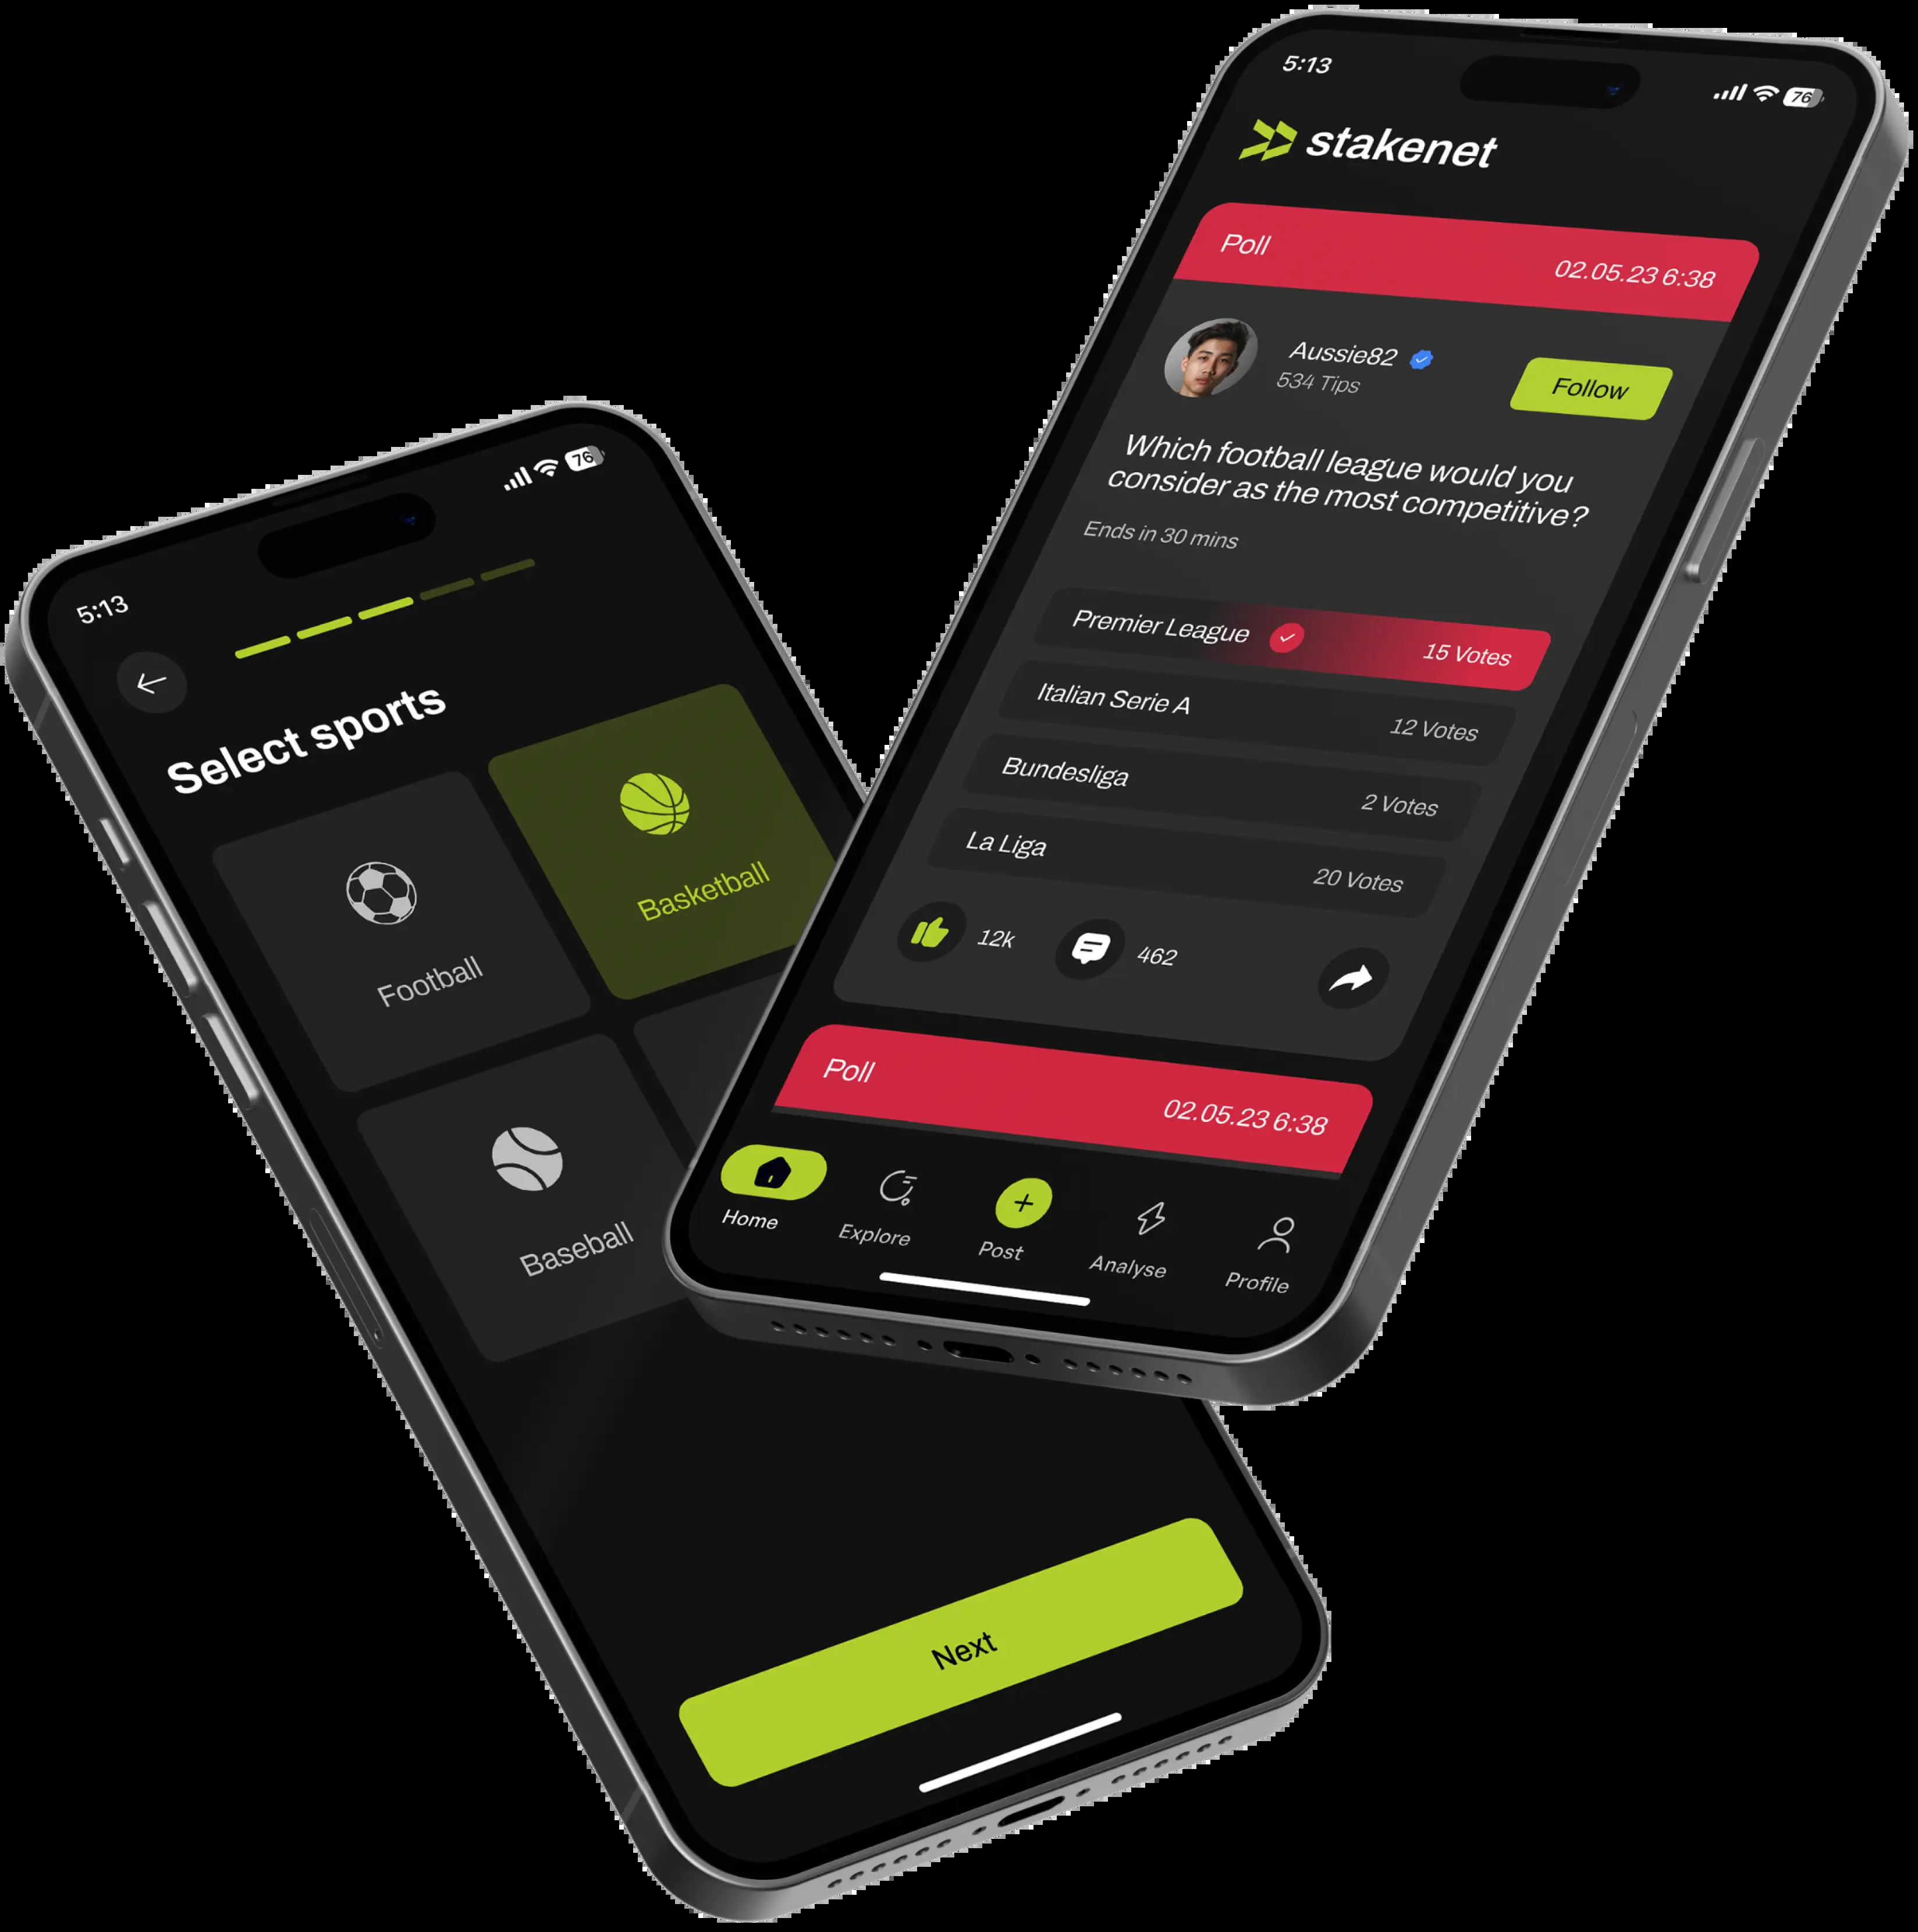 5:13
76
stakenet
Poll
02.05.23 6:38
Aussie82
534 Tips
Follow
Which football league would you
consider as the most competitive?
Ends in 30 mins
Premier League
15 Votes
Italian Serie A
12 Votes
Bundesliga
2 Votes
La Liga
20 Votes
12k
462
Poll
02.05.23 6:38
Home
Explore
Post
Analyse
Profile
5:13
76
Select sports
Football
Basketball
Baseball
Next